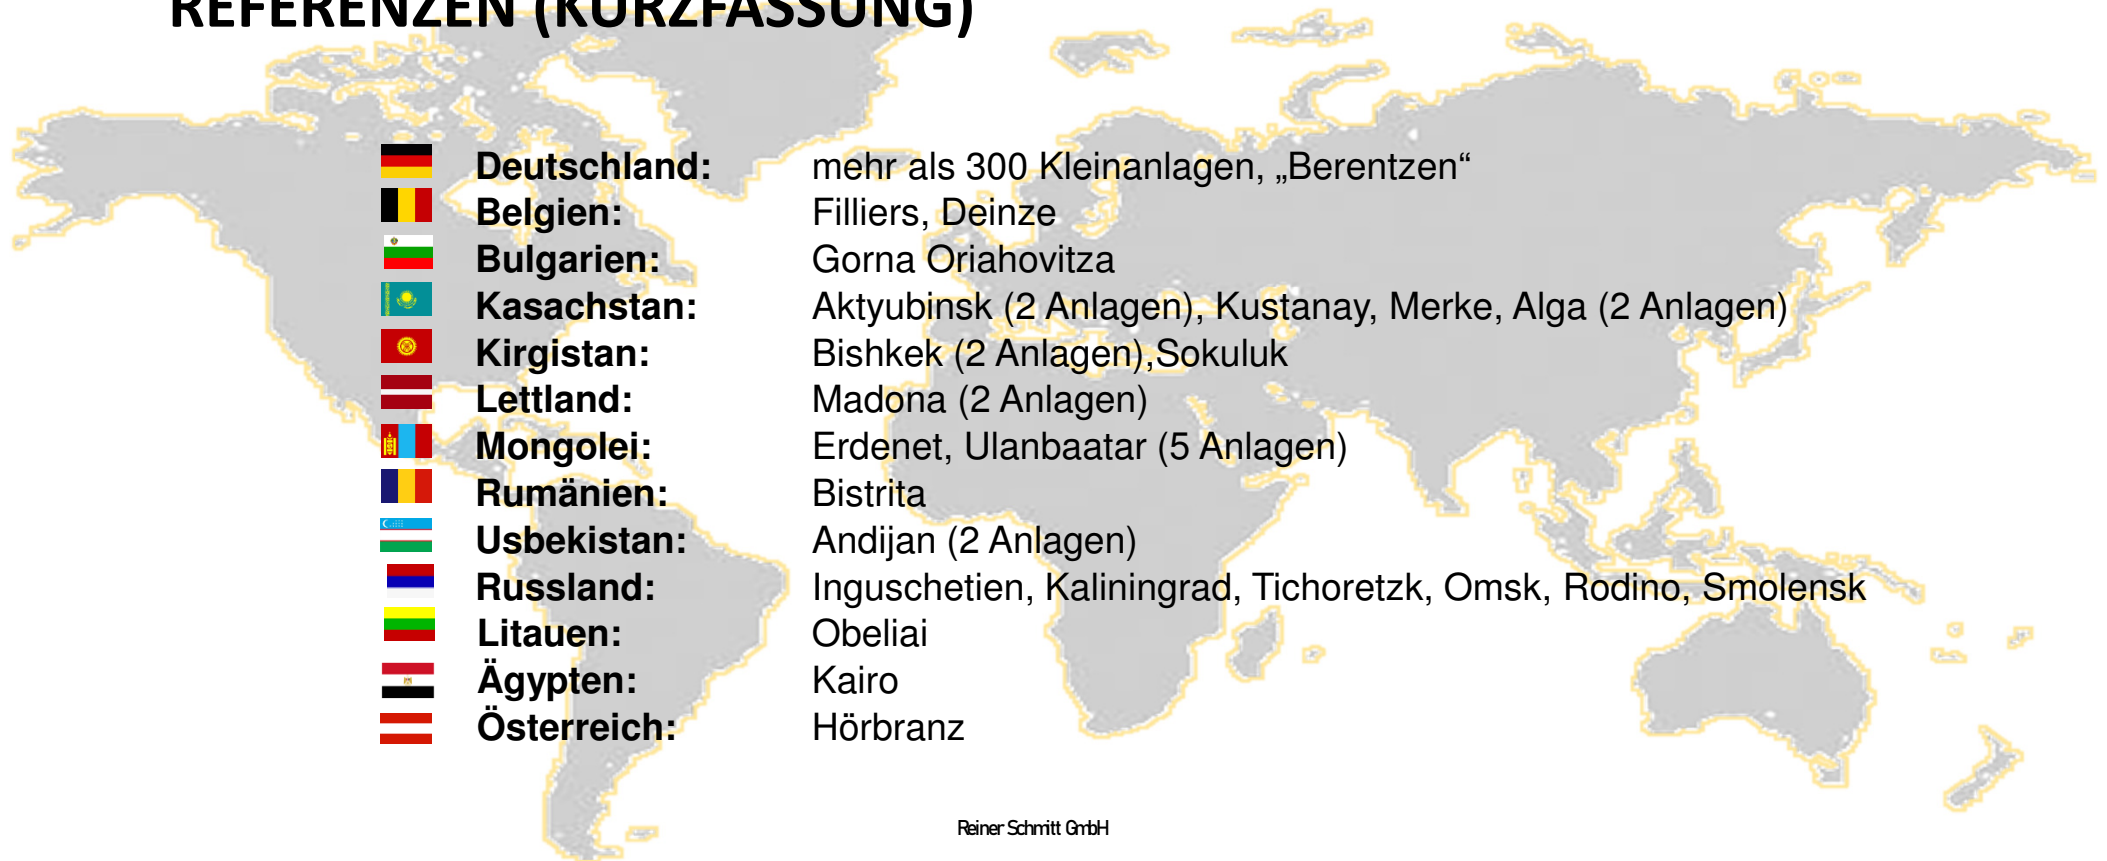 REFERENZEN (KURZFASSUNG)
Deutschland: mehr als 300 Kleinanlagen, „Berentzen“
Belgien: Filliers, Deinze
Bulgarien: Gorna Oriahovitza
Kasachstan: Aktyubinsk (2 Anlagen), Kustanay, Merke, Alga (2 Anlagen)
Kirgistan: Bishkek (2 Anlagen),Sokuluk
Lettland: Madona (2 Anlagen)
Mongolei: Erdenet, Ulanbaatar (5 Anlagen)
Rumänien: Bistrita
Usbekistan: Andijan (2 Anlagen)
Russland: Inguschetien, Kaliningrad, Tichoretzk, Omsk, Rodino, Smolensk
Litauen: Obeliai
Ägypten: Kairo
Österreich: Hörbranz
Reiner Schmitt GmbH